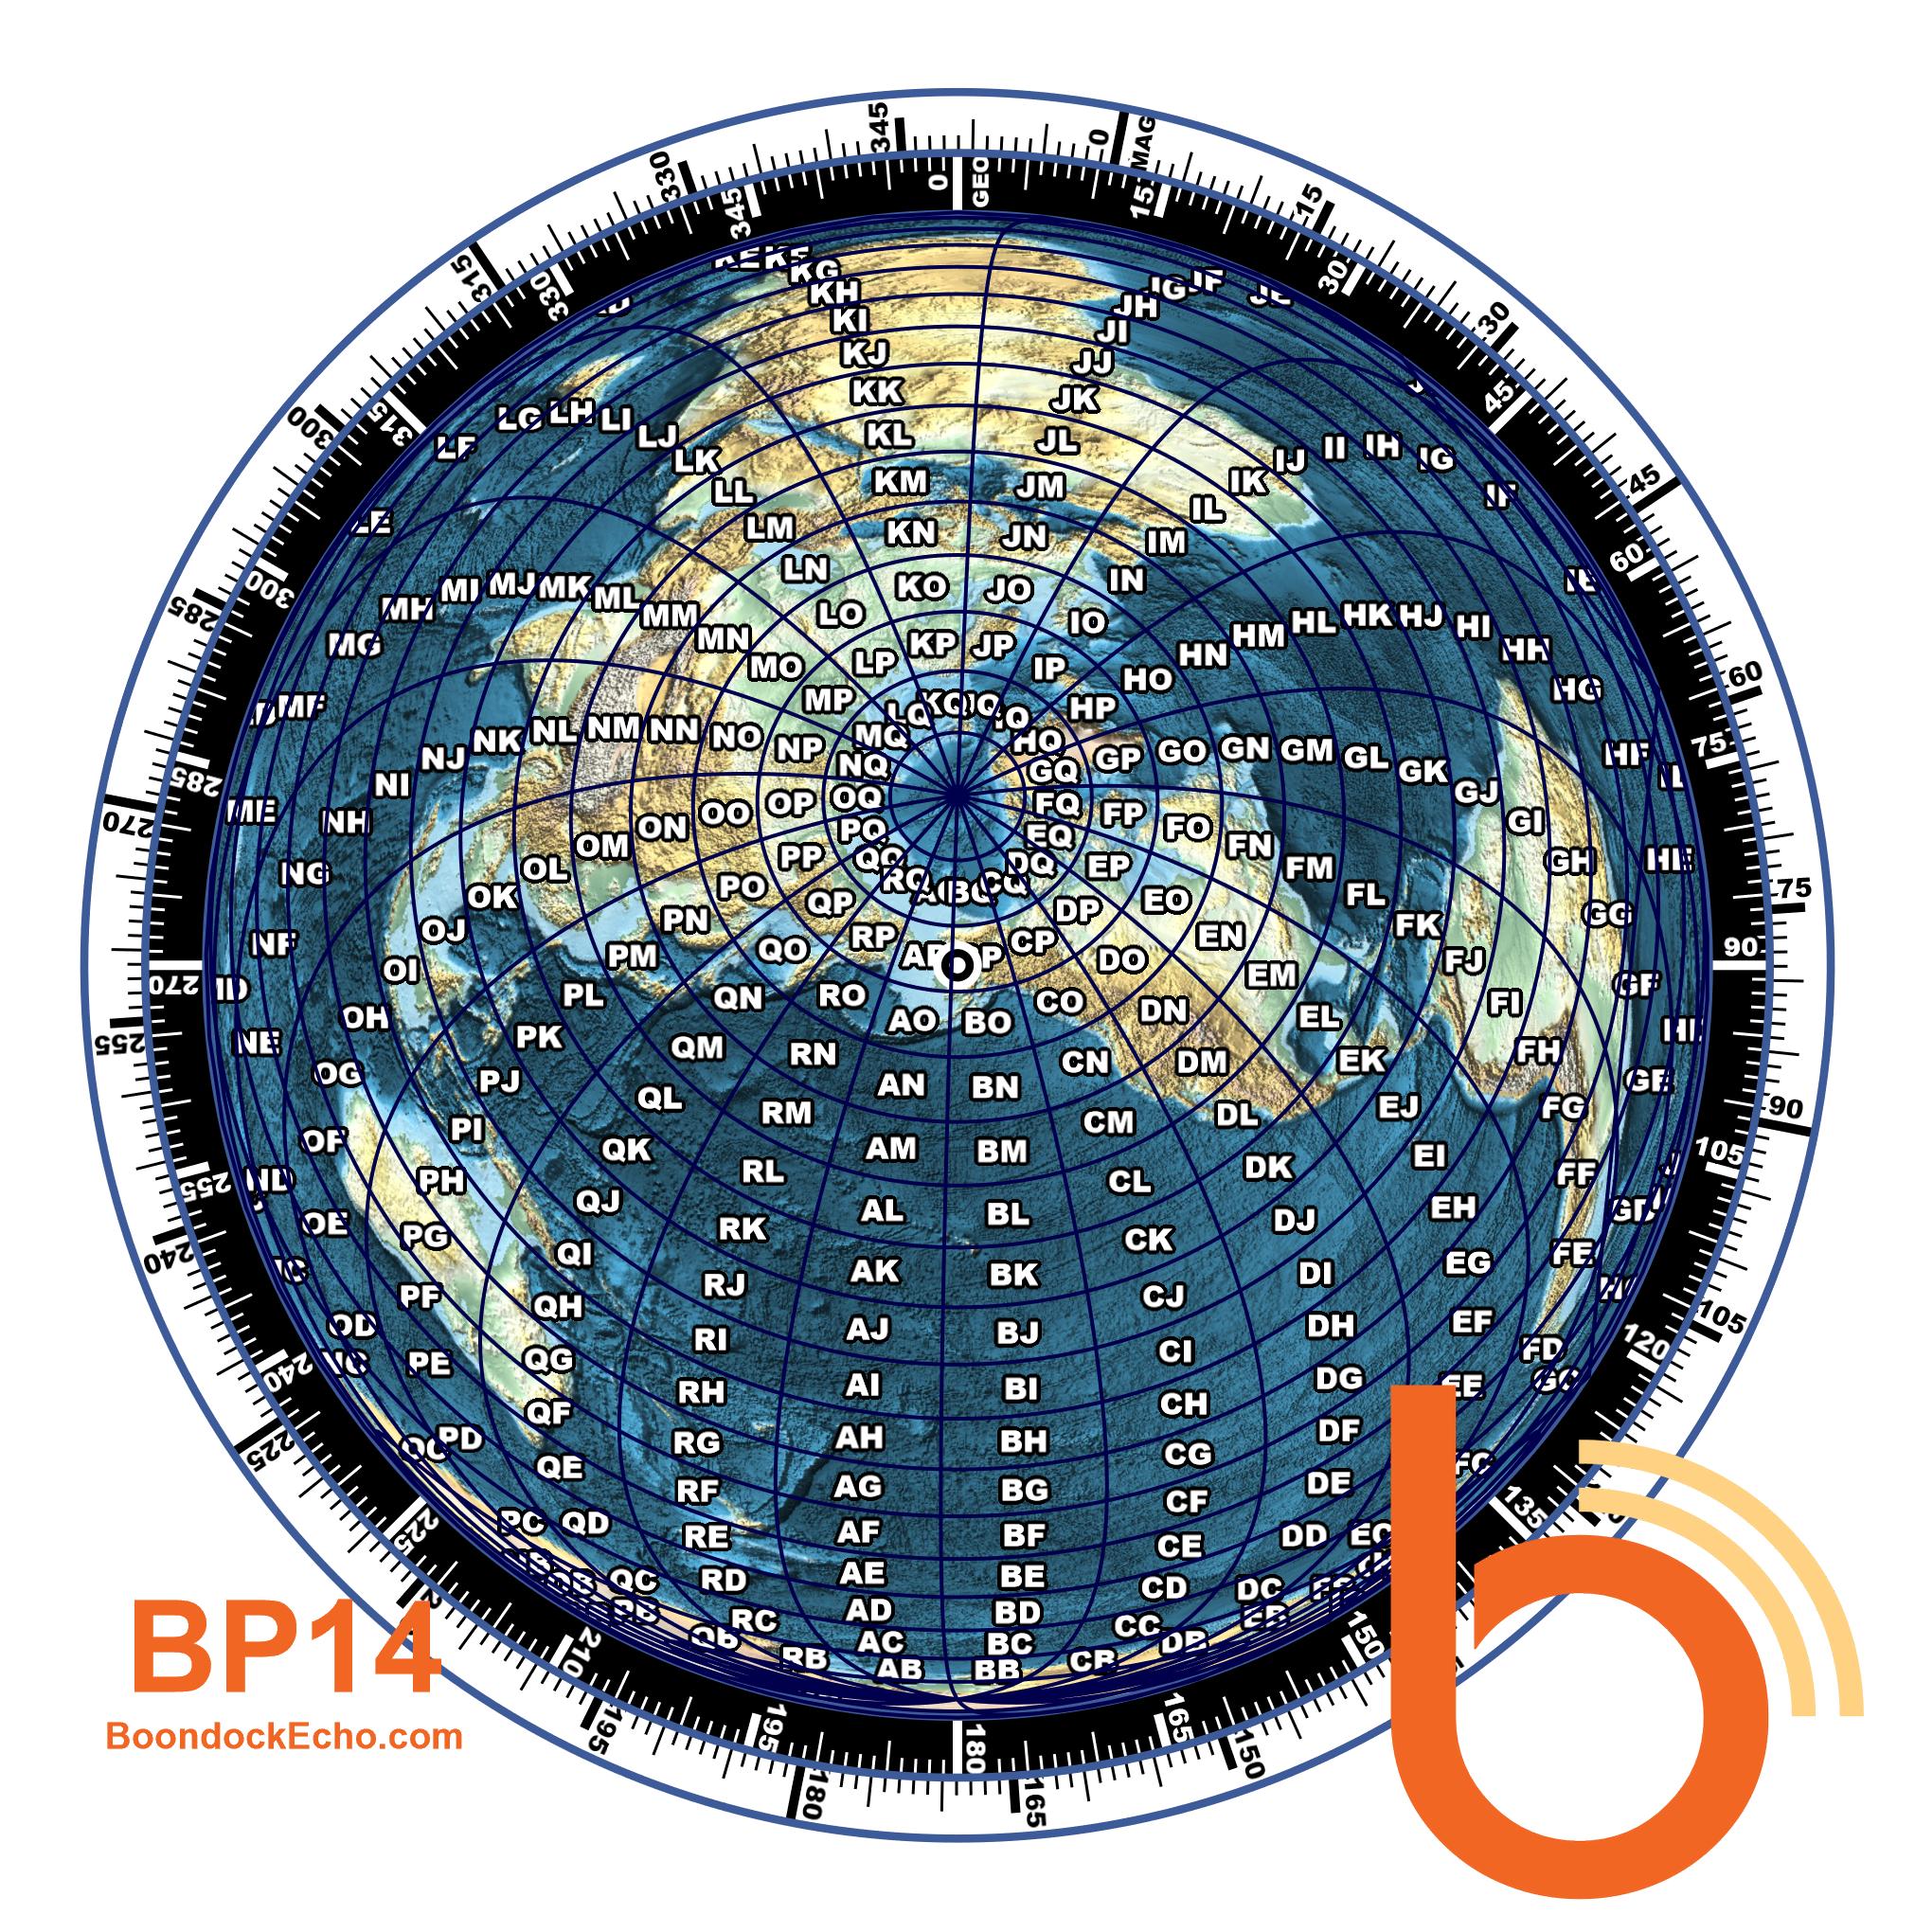 345
0
MAG
330
345
0
GEO
15
15
315
330
30
30
KG
KH
IG
JF
JH
KI
JI
KJ
JJ
KK
JK
300
315
45
45
LF
LG
LH
LI
LJ
LK
LL
LM
LN
LO
LP
LQ
KL
KM
KN
KO
KP
KQ
JL
JM
JN
JO
JP
IJ
II
IH
IG
IF
IK
IL
IM
IN
IO
IP
285
300
60
60
MG
MH
MI
MJ
MK
ML
MM
MN
MO
MP
MQ
HQ
HP
HO
HN
HM
HL
HK
HJ
HI
HH
HG
HF
HE
270
285
75
75
MF
ME
NK
NL
NM
NN
NO
NP
NQ
NJ
NI
NH
NG
NF
NE
ND
GQ
GP
GO
GN
GM
GL
GK
GJ
GI
GH
GG
GF
GE
GD
270
255
90
90
OQ
OP
OO
ON
OM
OL
OK
OJ
OI
OH
OG
OF
OE
OD
FQ
FP
FO
FN
FM
FL
FK
FJ
FI
FH
FG
FF
FE
FD
255
240
105
105
PQ
PP
PO
PN
PM
PL
PK
PJ
PI
PH
PG
PF
PE
PD
PC
EQ
EP
EO
EN
EM
EL
EK
EJ
EI
EH
EG
EF
EE
EC
240
225
120
QQ
QP
QO
QN
QM
QL
QK
QJ
QI
QH
QG
QF
QE
QD
QC
QB
DQ
DP
DO
DN
DM
DL
DK
DJ
DI
DH
DG
DF
DE
DD
DC
DB
225
135
RQ
RP
RO
RN
RM
RL
RK
RJ
RI
RH
RG
RF
RE
RD
RC
RB
CQ
CP
CO
CN
CM
CL
CK
CJ
CI
CH
CG
CF
CE
CD
CC
CB
AO
AN
AM
AL
AK
AJ
AI
AH
AG
AF
AE
AD
AC
AB
BO
BN
BM
BL
BK
BJ
BI
BH
BG
BF
BE
BD
BC
BB
210
195
195
180
180
165
165
150
150
BP14
BoondockEcho.com
b